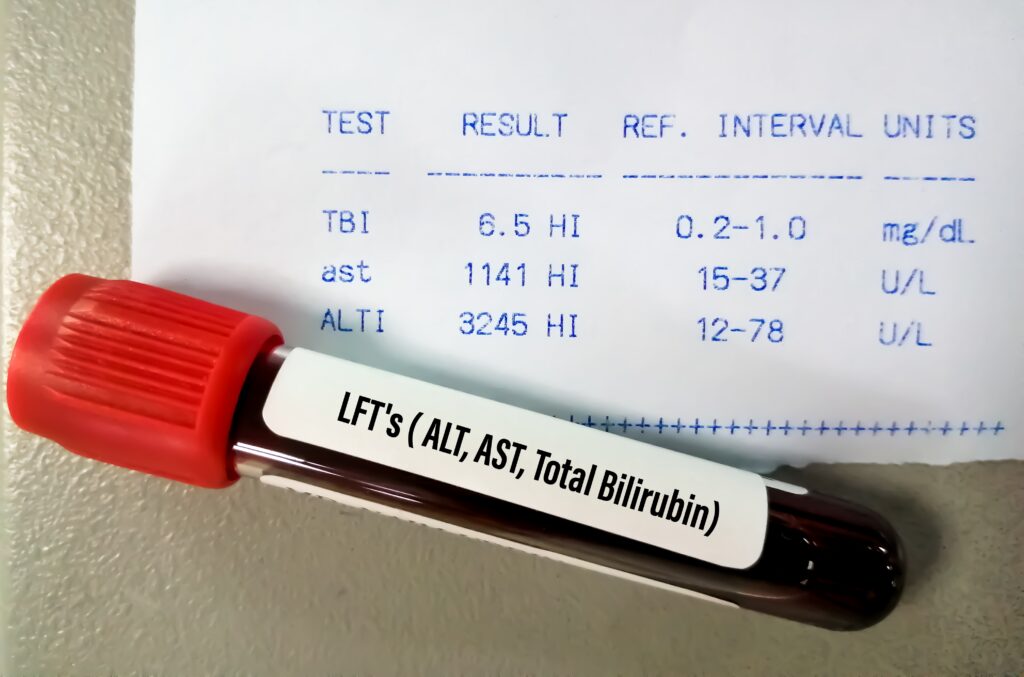 TEST RESULT REF. INTERVAL UNITS
---- ---------- -------------- -----
TBI 6.5 HI 0.2-1.0 mg/dL
ast 1141 HI 15-37 U/L
ALTI 3245 HI 12-78 U/L
++++++++++++++++++++++++
LFT's ( ALT, AST, Total Bilirubin)